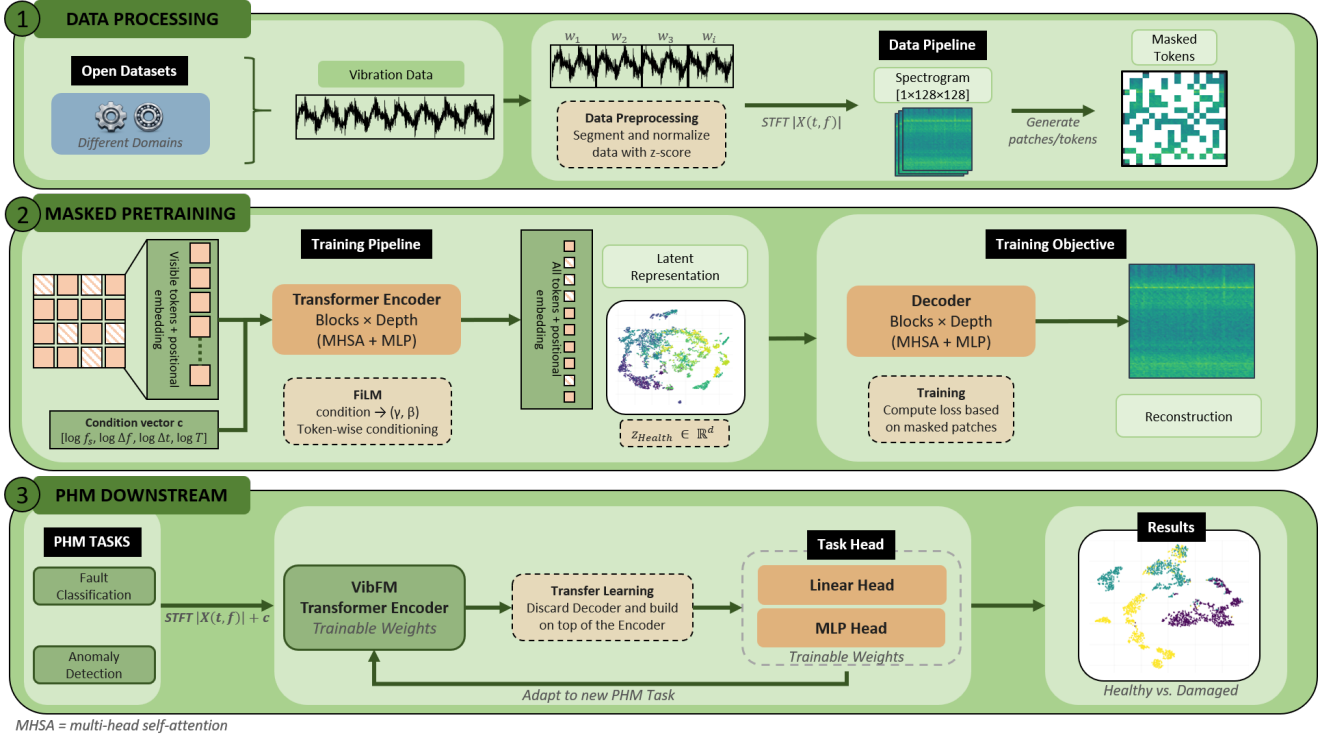 1 DATA PROCESSING
Open Datasets
Different Domains
Vibration Data
w₁ w₂ w₃ wᵢ
Data Preprocessing
Segment and normalize
data with z-score
STFT |X(t, f)|
Data Pipeline
Spectrogram
[1×128×128]
Generate
patches/tokens
Masked
Tokens
2 MASKED PRETRAINING
Visible tokens + positional
embedding
Condition vector c
[log fₛ, log Δf, log Δt, log T]
Training Pipeline
Transformer Encoder
Blocks × Depth
(MHSA + MLP)
FiLM
condition → (γ, β)
Token-wise conditioning
All tokens + positional
embedding
Latent
Representation
z_Health ∈ ℝᵈ
Training Objective
Decoder
Blocks × Depth
(MHSA + MLP)
Training
Compute loss based
on masked patches
Reconstruction
3 PHM DOWNSTREAM
PHM TASKS
Fault
Classification
Anomaly
Detection
STFT |X(t, f)| + c
VibFM
Transformer Encoder
Trainable Weights
Transfer Learning
Discard Decoder and build
on top of the Encoder
Task Head
Linear Head
MLP Head
Trainable Weights
Adapt to new PHM Task
Results
Healthy vs. Damaged
MHSA = multi-head self-attention